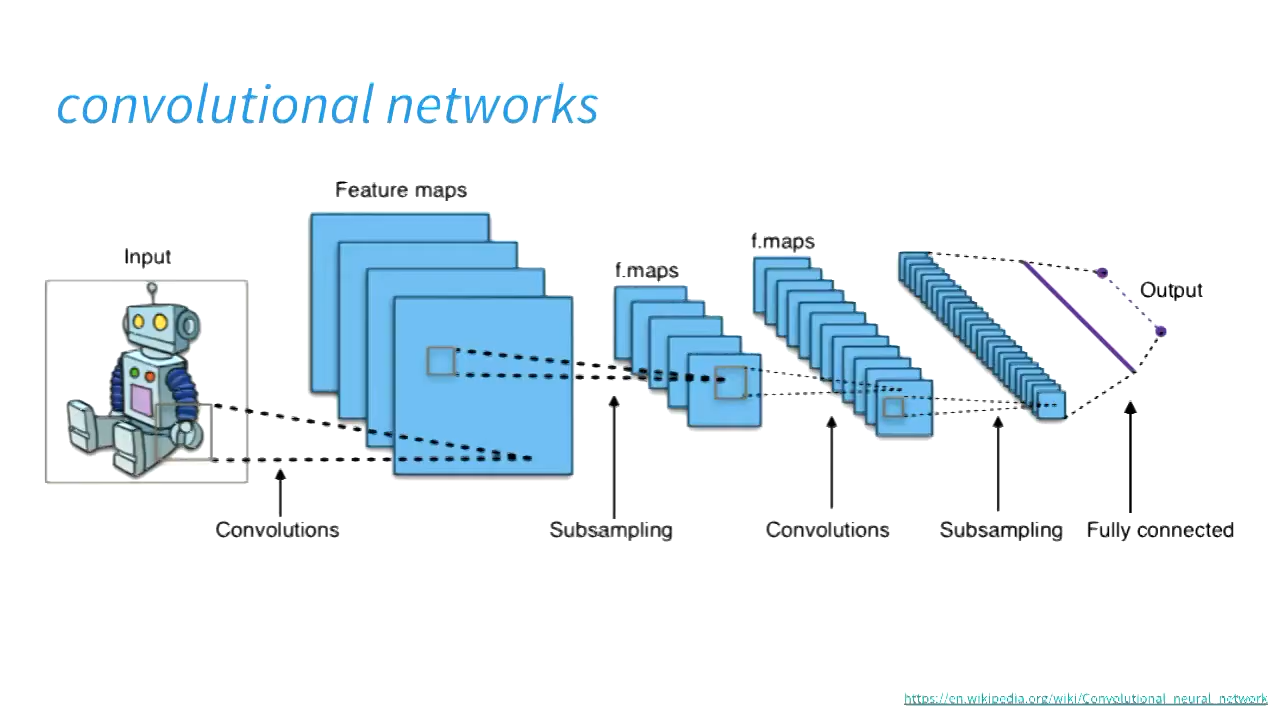 convolutional networks
Feature maps
Input
f.maps
f.maps
Output
Convolutions
Subsampling
Convolutions
Subsampling
Fully connected
https://en.wikipedia.org/wiki/Convolutional_neural_network